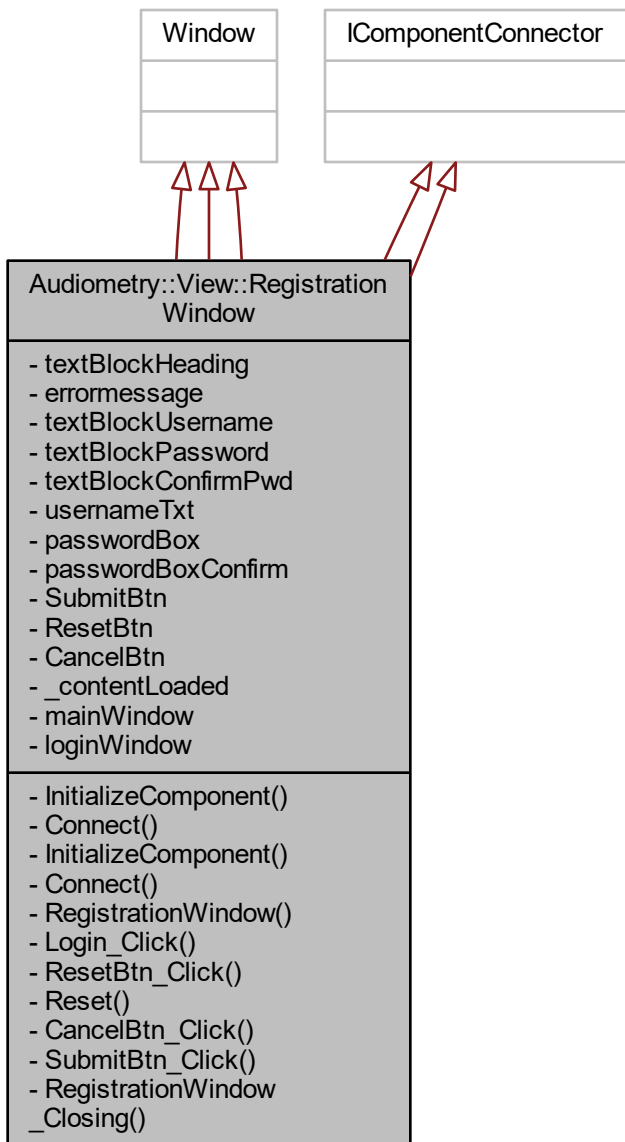 Window
IComponentConnector
Audiometry::View::Registration
Window
- textBlockHeading
- errormessage
- textBlockUsername
- textBlockPassword
- textBlockConfirmPwd
- usernameTxt
- passwordBox
- passwordBoxConfirm
- SubmitBtn
- ResetBtn
- CancelBtn
- _contentLoaded
- mainWindow
- loginWindow
- InitializeComponent()
- Connect()
- InitializeComponent()
- Connect()
- RegistrationWindow()
- Login_Click()
- ResetBtn_Click()
- Reset()
- CancelBtn_Click()
- SubmitBtn_Click()
- RegistrationWindow
_Closing()